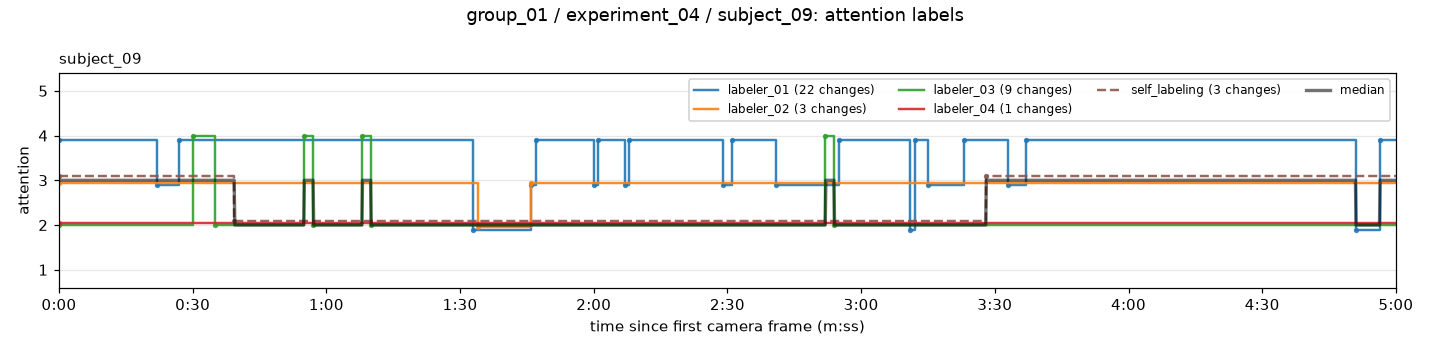 group_01 / experiment_04 / subject_09: attention labels
subject_09
labeler_01 (22 changes)
labeler_02 (3 changes)
labeler_03 (9 changes)
labeler_04 (1 changes)
self_labeling (3 changes)
median
attention
5
4
3
2
1
0:00 0:30 1:00 1:30 2:00 2:30 3:00 3:30 4:00 4:30 5:00
time since first camera frame (m:ss)